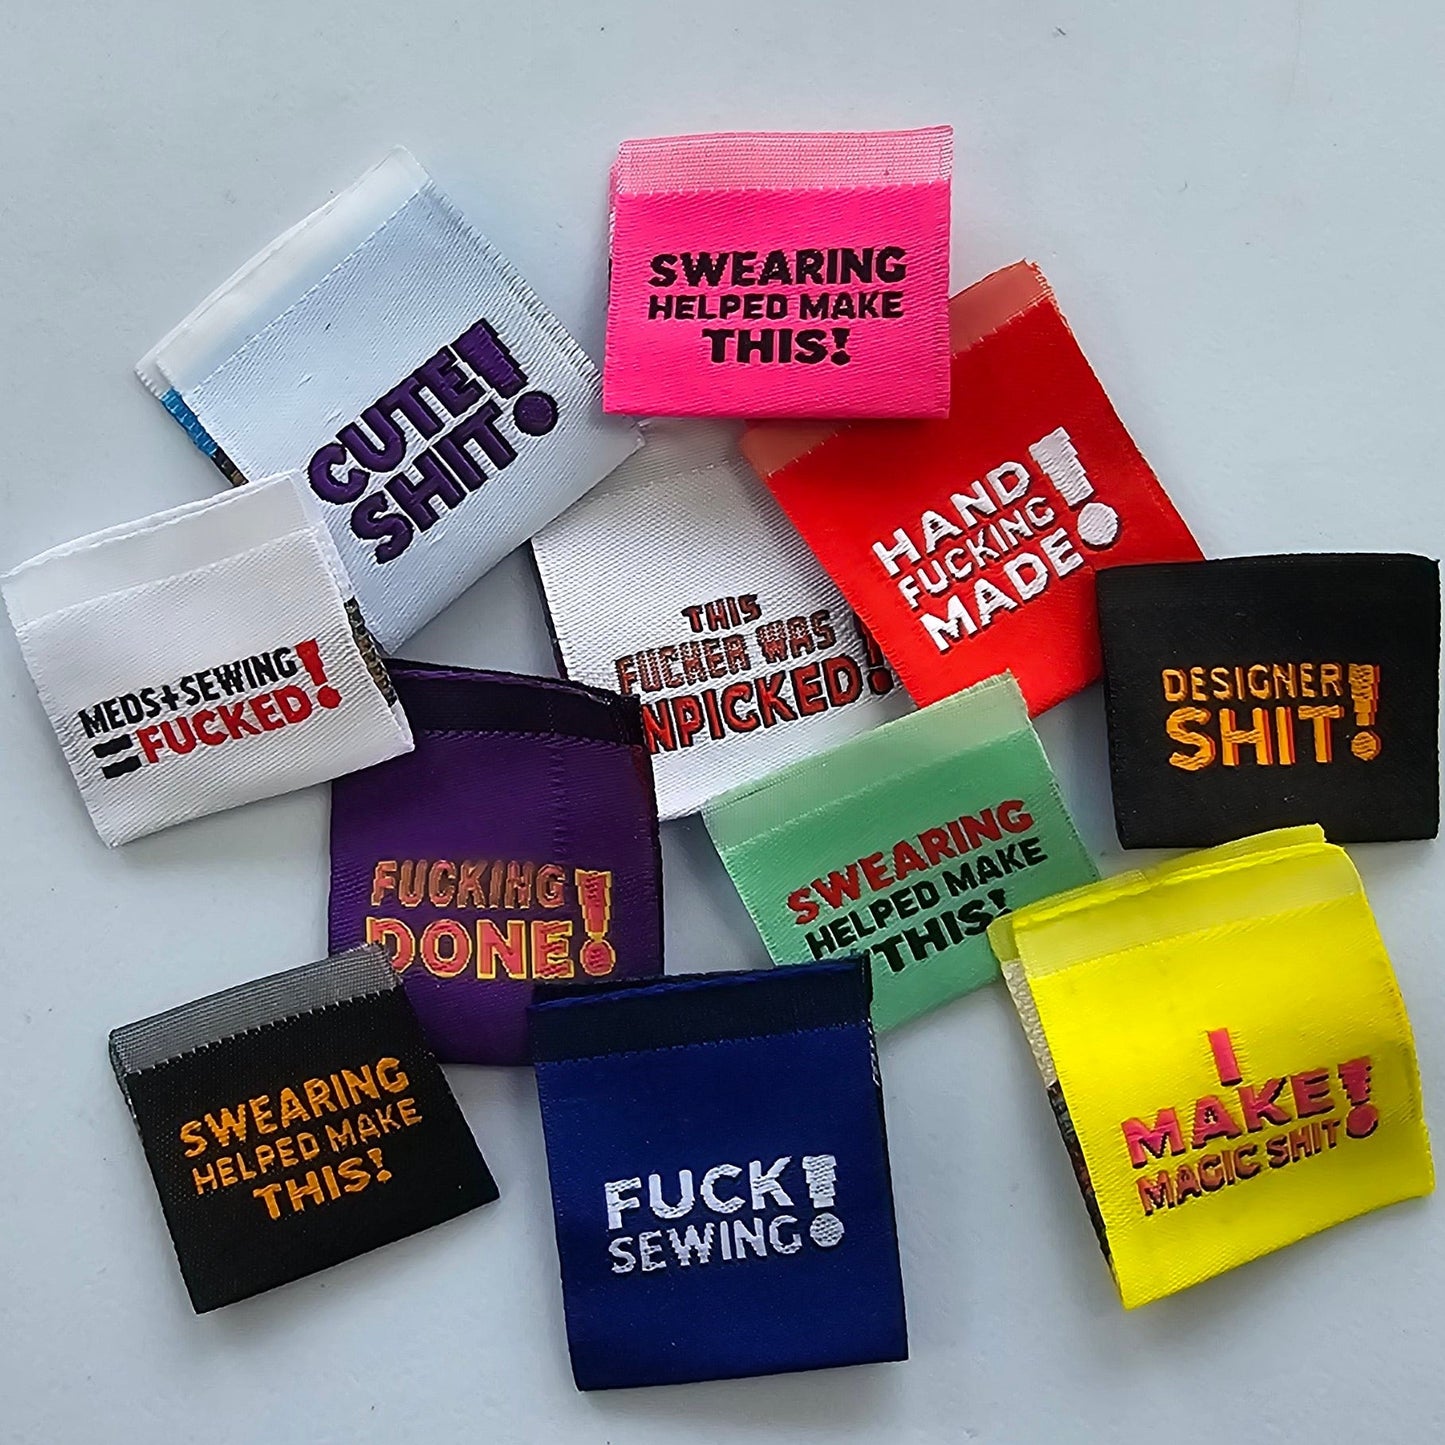 SWEARING
HELPED MAKE
THIS!
CUTE
SHIT!
HAND
FUCKING
MADE!
THIS
FUCKER WAS
NPICKED!
MEDS+SEWING
=FUCKED!
DESIGNER
SHIT!
FUCKING
DONE!
SWEARING
HELPED MAKE
THIS!
SWEARING
HELPED MAKE
THIS!
FUCK
SEWING!
I
MAKE
MAGIC SHIT!